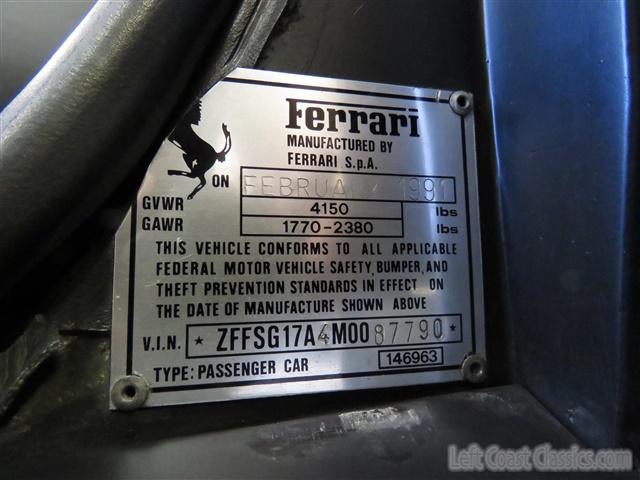 Ferrari
MANUFACTURED BY
FERRARI S.p.A.
ON FEBRUARY 1991
GVWR 4150 lbs
GAWR 1770-2380 lbs
THIS VEHICLE CONFORMS TO ALL APPLICABLE
FEDERAL MOTOR VEHICLE SAFETY, BUMPER, AND
THEFT PREVENTION STANDARDS IN EFFECT ON
THE DATE OF MANUFACTURE SHOWN ABOVE
V.I.N. * ZFFSG17A4M0087790 *
TYPE: PASSENGER CAR 146963
Left Coast Classics.com